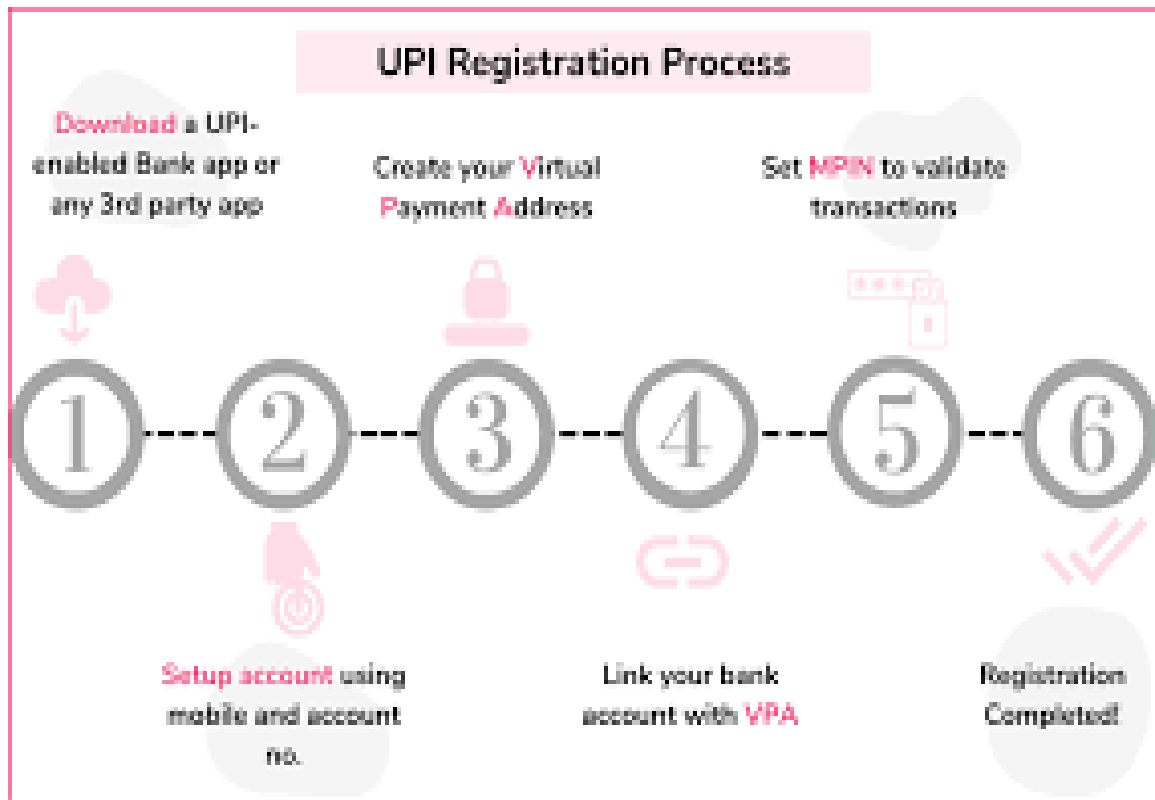 UPI Registration Process
Download a UPI-
enabled Bank app or
any 3rd party app
Create your Virtual
Payment Address
Set MPIN to validate
transactions
1
2
3
4
5
6
Setup account using
mobile and account
no.
Link your bank
account with VPA
Registration
Completed!